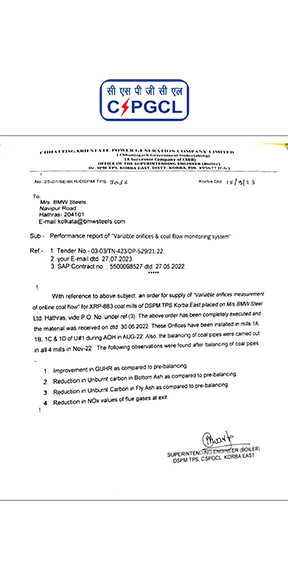 सी एस पी जी सी एल
CSPGCL
CHHATTISGARH STATE POWER GENERATION COMPANY LIMITED
(Chhattisgarh Government Undertaking)
(A Successor Company of CSEB)
OFFICE OF THE SUPERINTENDING ENGINEER (Boiler)
Dr. SPM TPS, KORBA EAST, DISTT. KORBA, PIN: 495677 (C.G.)
No. 25-07/SE/BLR/DSPM TPS
Korba Dtd.
To,
M/s BMW Steels
Navipur Road
Hathras- 204101
E-mail kolkata@bmwsteels.com
Sub:- Performance report of "Variable orifices & coal flow monitoring system".
Ref:- 1. Tender No - 03-03/TN-423/DP-529/21-22.
2. your E-mail dtd. 27.07.2023
3. SAP Contract no : 5500098527 dtd. 27.05.2022.
*****
With reference to above subject, an order for supply of "Variable orifices measurement
of online coal flow" for XRP-883 coal mills of DSPM TPS Korba East placed on M/s BMW Steel
Ltd. Hathras, vide P.O. No. under ref (3). The above order has been completely executed and
the material was received on dtd 30.06.2022. These Orifices have been installed in mills 1A,
1B, 1C & 1D of U#1 during AOH in AUG-22. Also, the balancing of coal pipes were carried out
in all 4 mills in Nov-22. The following observations were found after balancing of coal pipes
1. Improvement in GUHR as compared to pre-balancing.
2. Reduction in Unburnt carbon in Bottom Ash as compared to pre-balancing
3. Reduction in Unburnt Carbon in Fly Ash as compared to pre-balancing
4. Reduction in NOx values of flue gases at exit.
SUPERINTENDING ENGINEER (BOILER)
DSPM TPS, CSPGCL KORBA EAST